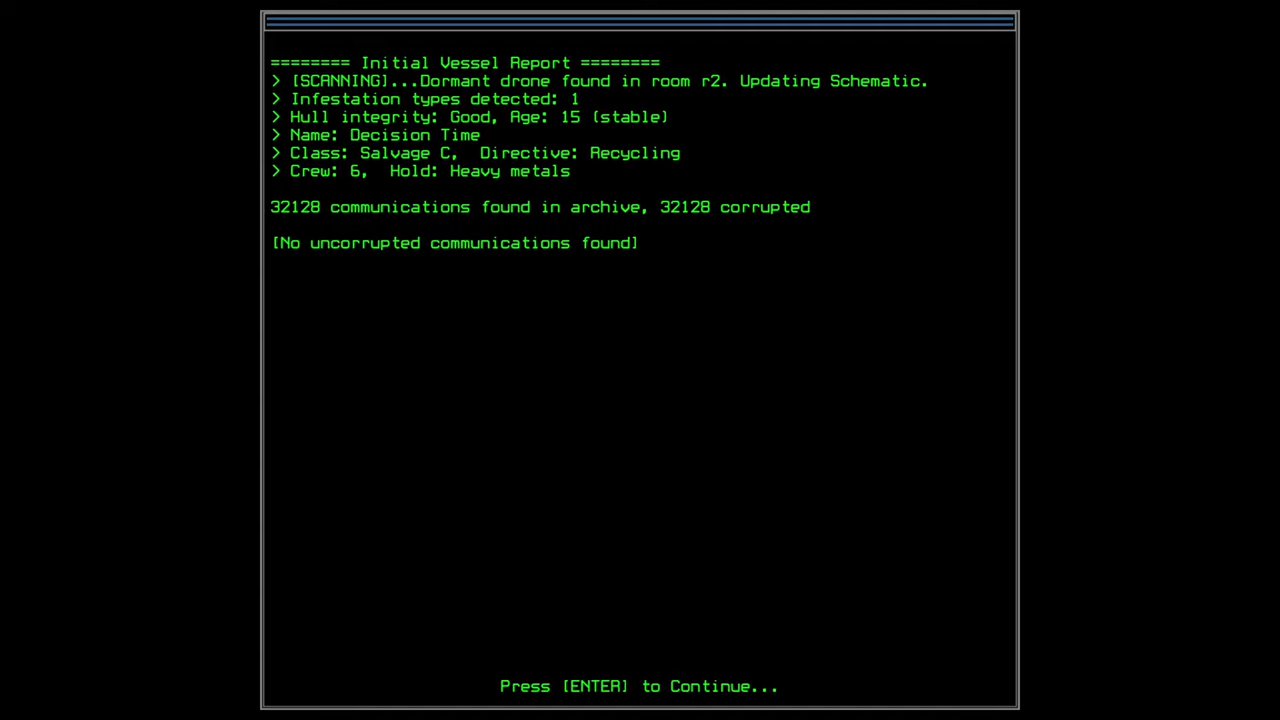 ======== Initial Vessel Report ========
> [SCANNING]...Dormant drone found in room r2. Updating Schematic.
> Infestation types detected: 1
> Hull integrity: Good, Age: 15 (stable)
> Name: Decision Time
> Class: Salvage C,  Directive: Recycling
> Crew: 6,  Hold: Heavy metals
32128 communications found in archive, 32128 corrupted
[No uncorrupted communications found]
Press [ENTER] to Continue...